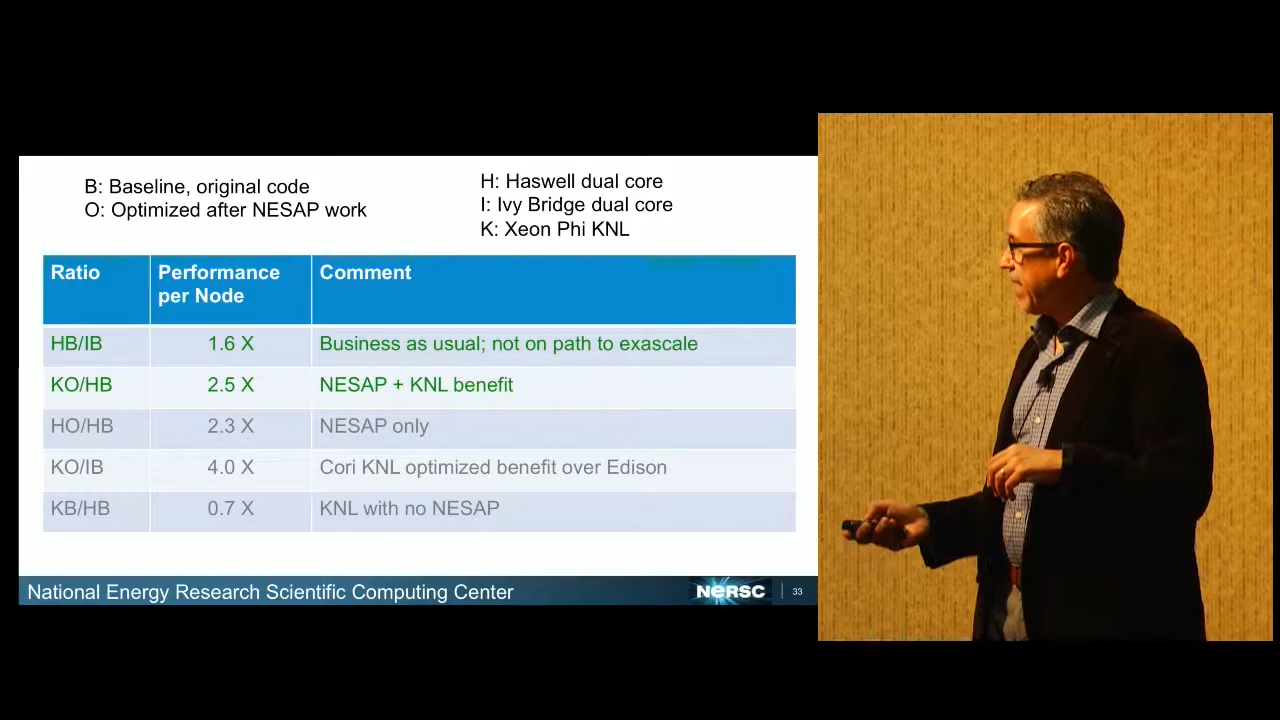 B: Baseline, original code
O: Optimized after NESAP work
H: Haswell dual core
I: Ivy Bridge dual core
K: Xeon Phi KNL
Ratio Performance per Node Comment
HB/IB 1.6 X Business as usual; not on path to exascale
KO/HB 2.5 X NESAP + KNL benefit
HO/HB 2.3 X NESAP only
KO/IB 4.0 X Cori KNL optimized benefit over Edison
KB/HB 0.7 X KNL with no NESAP
National Energy Research Scientific Computing Center NERSC 33